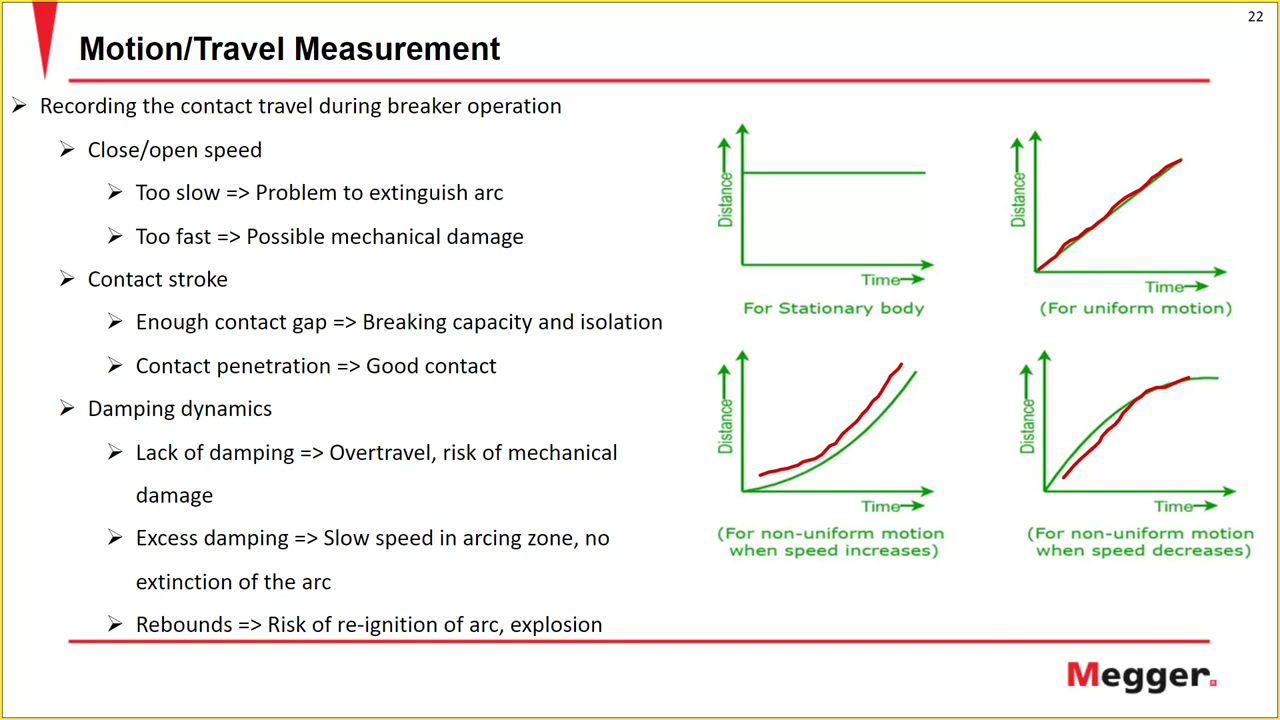 22
Motion/Travel Measurement
Recording the contact travel during breaker operation
Close/open speed
Too slow => Problem to extinguish arc
Too fast => Possible mechanical damage
Contact stroke
Enough contact gap => Breaking capacity and isolation
Contact penetration => Good contact
Damping dynamics
Lack of damping => Overtravel, risk of mechanical
damage
Excess damping => Slow speed in arcing zone, no
extinction of the arc
Rebounds => Risk of re-ignition of arc, explosion
Distance
Time
For Stationary body
Distance
Time
(For uniform motion)
Distance
Time
(For non-uniform motion
when speed increases)
Distance
Time
(For non-uniform motion
when speed decreases)
Megger.